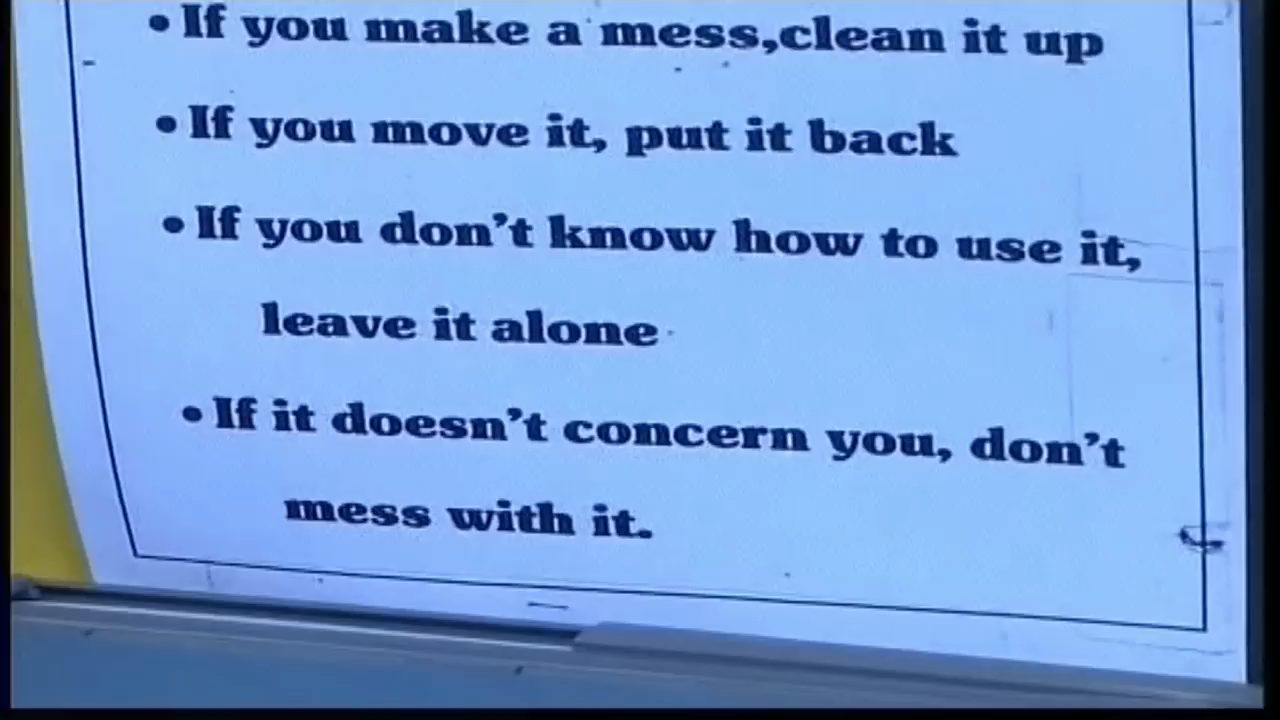 • If you make a mess,clean it up
• If you move it, put it back
• If you don't know how to use it,
leave it alone
• If it doesn't concern you, don't
mess with it.